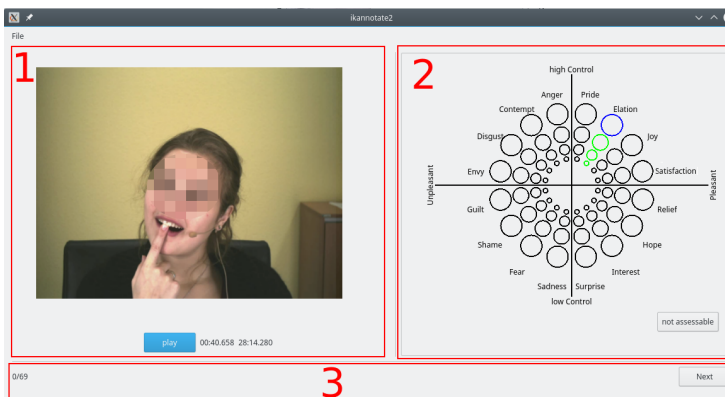 ikannotate2
File
1
2
high Control
Anger Pride
Contempt Elation
Disgust Joy
Envy Satisfaction
Unpleasant Pleasant
Guilt Relief
Shame Hope
Fear Interest
Sadness Surprise
low Control
not assessable
play 00:40.658 28:14.280
3
0/69 Next